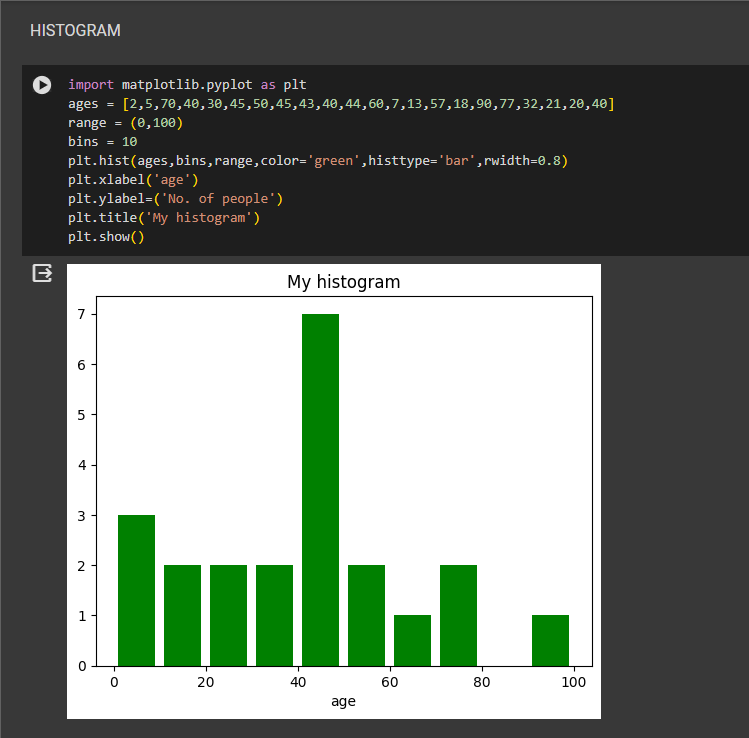 HISTOGRAM
import matplotlib.pyplot as plt
ages = [2,5,70,40,30,45,50,45,43,40,44,60,7,13,57,18,90,77,32,21,20,40]
range = (0,100)
bins = 10
plt.hist(ages,bins,range,color='green',histtype='bar',rwidth=0.8)
plt.xlabel('age')
plt.ylabel=('No. of people')
plt.title('My histogram')
plt.show()
My histogram
7
6
5
4
3
2
1
0
0 20 40 60 80 100
age